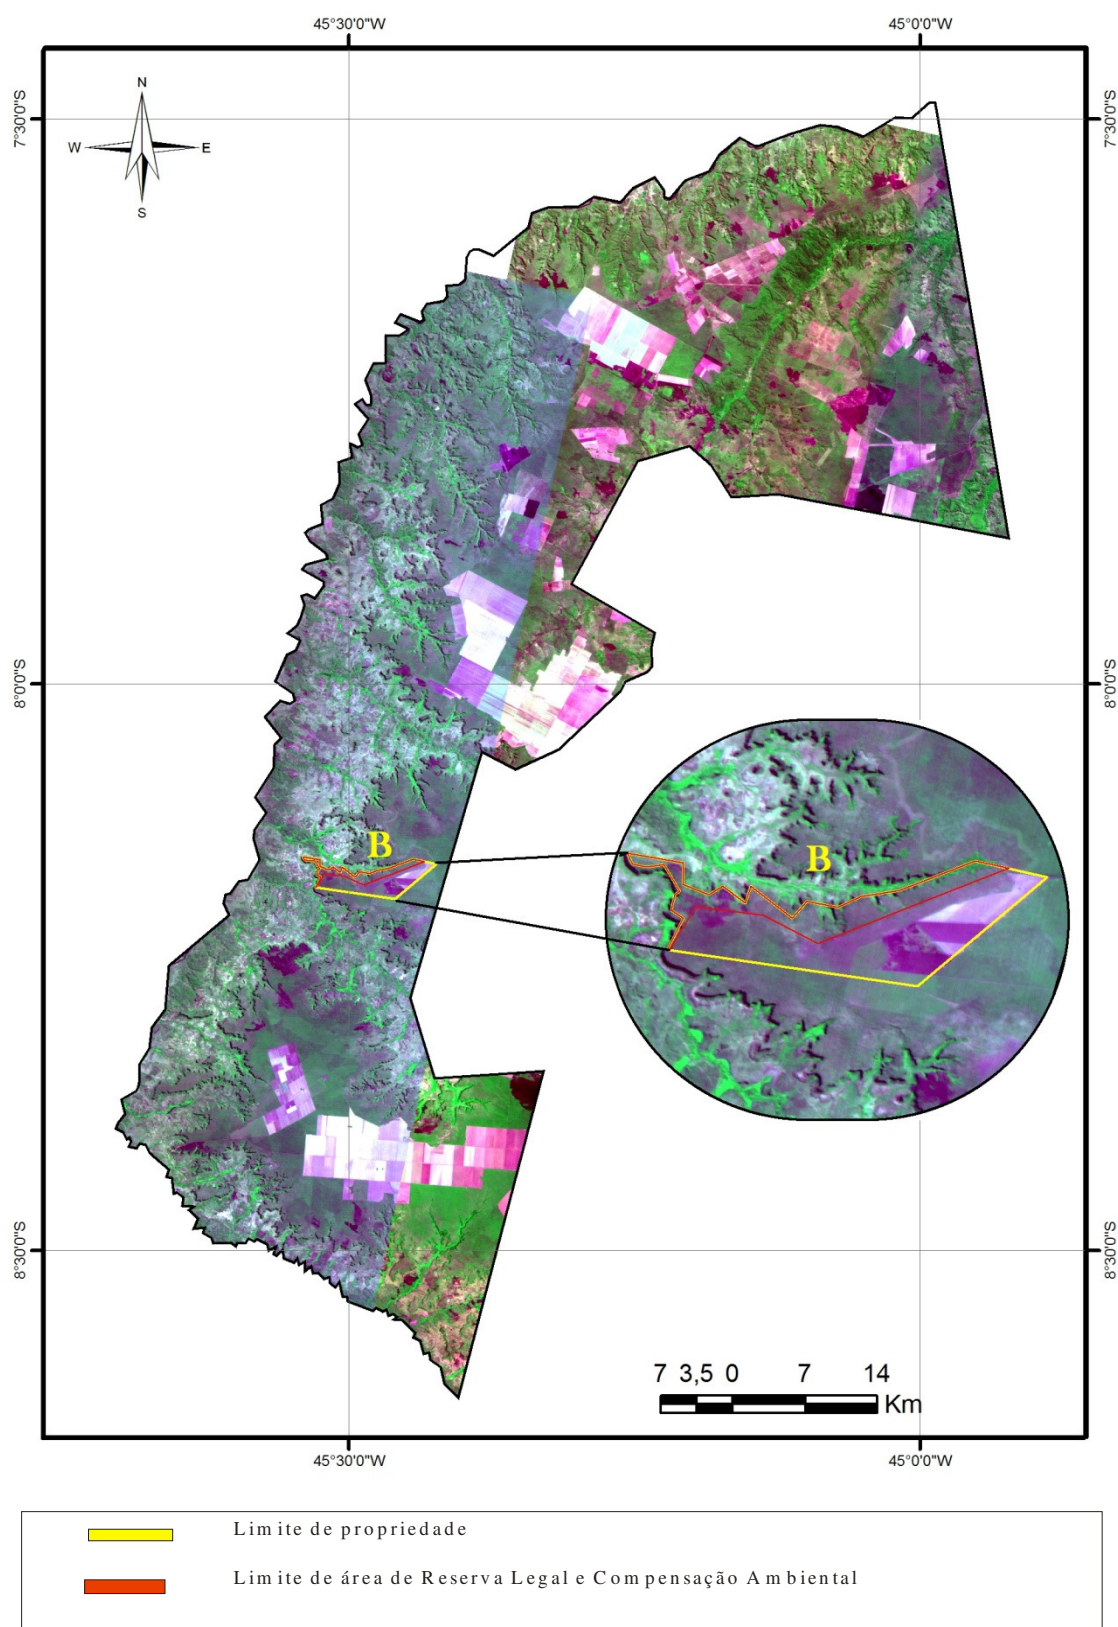 45°30'0"W 45°0'0"W
7°30'0"S 7°30'0"S
N
W E
S
8°0'0"S 8°0'0"S
B
B
8°30'0"S 8°30'0"S
7 3,5 0 7 14
Km
45°30'0"W 45°0'0"W
Limite de propriedade
Limite de área de Reserva Legal e Compensação Ambiental